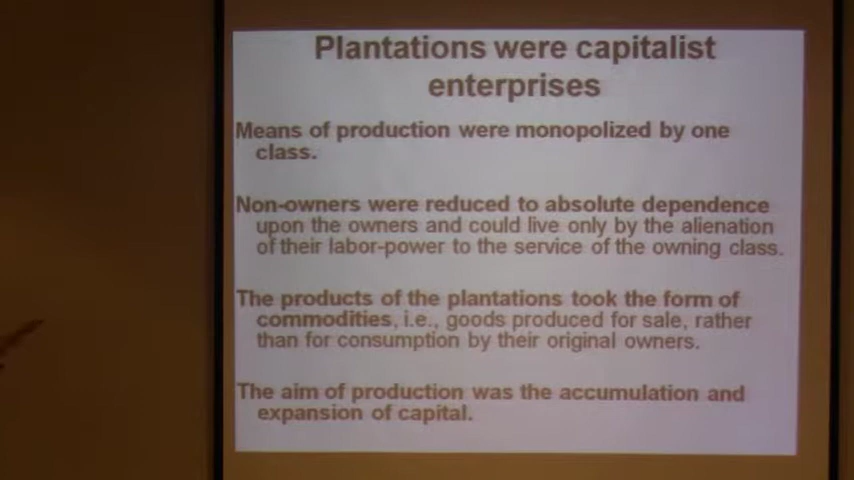 Plantations were capitalist
enterprises
Means of production were monopolized by one
class.
Non-owners were reduced to absolute dependence
upon the owners and could live only by the alienation
of their labor-power to the service of the owning class.
The products of the plantations took the form of
commodities, i.e., goods produced for sale, rather
than for consumption by their original owners.
The aim of production was the accumulation and
expansion of capital.